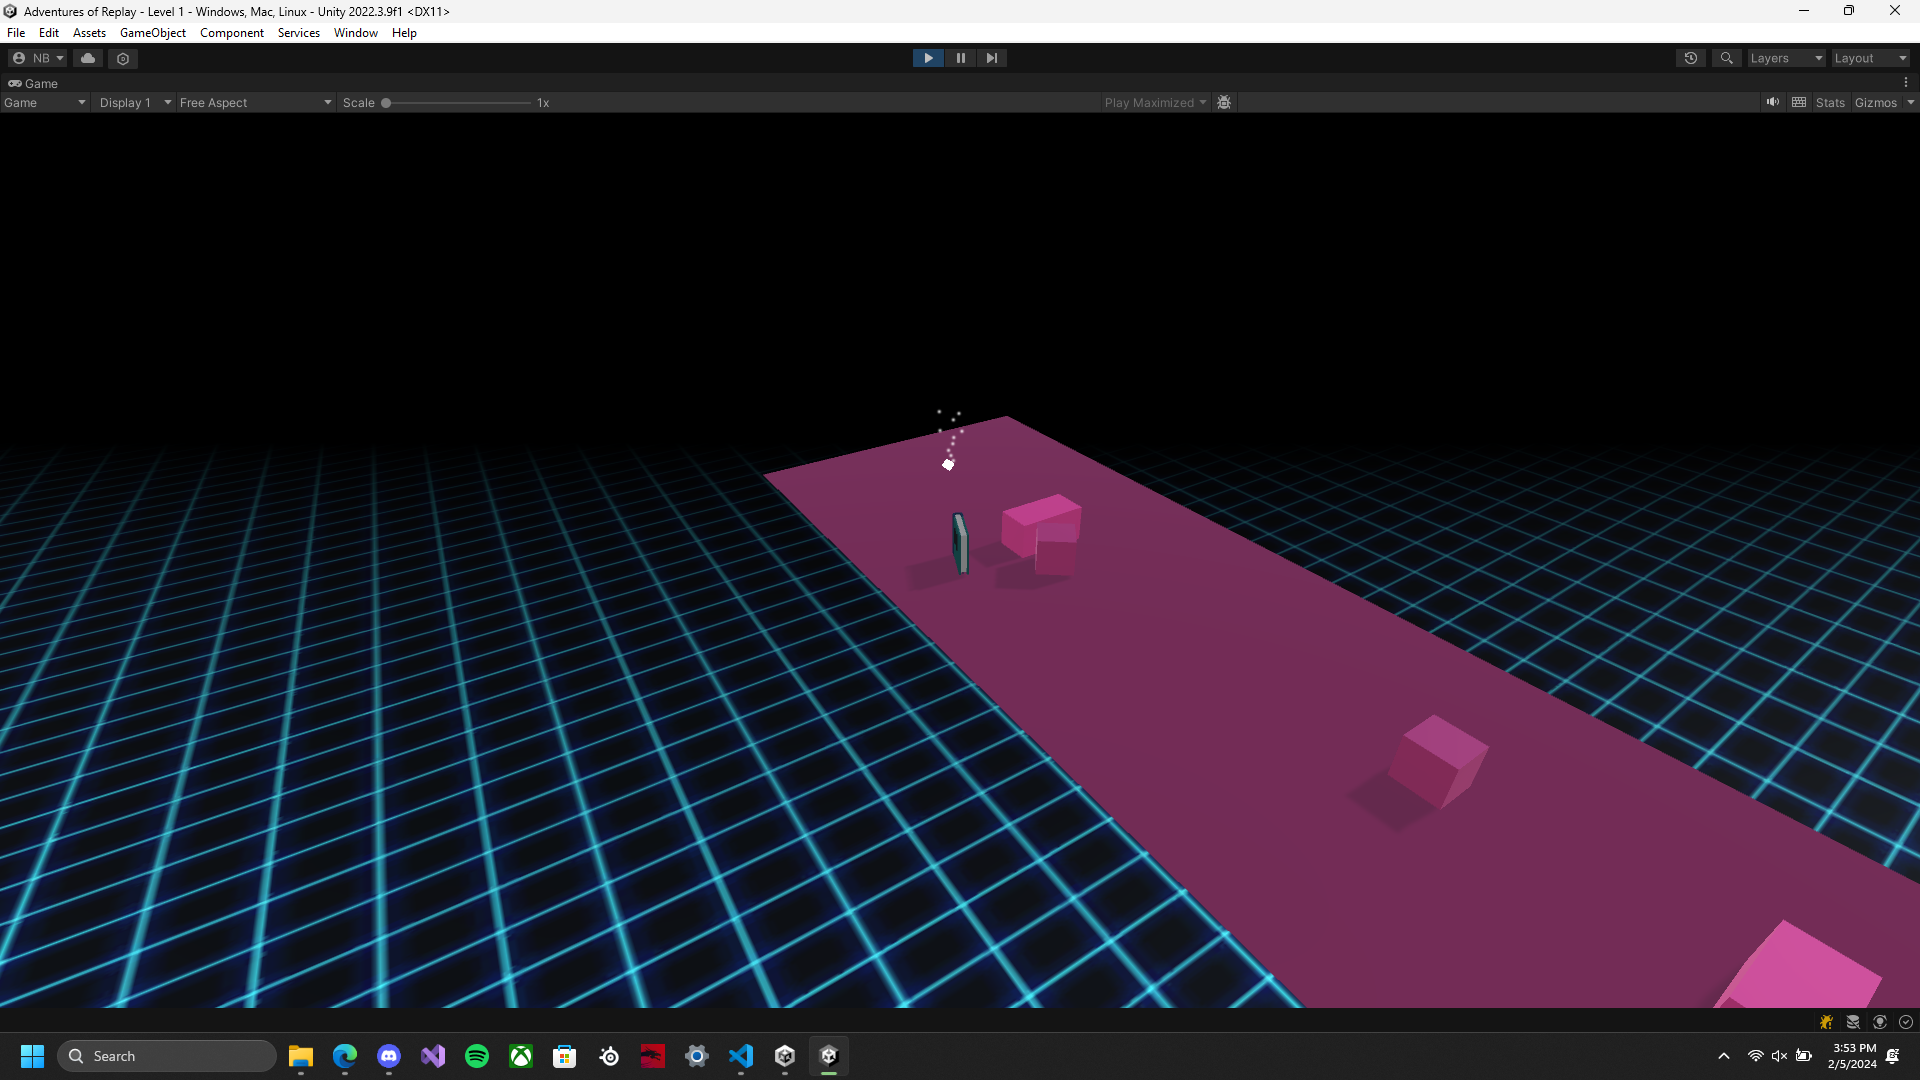 Adventures of Replay - Level 1 - Windows, Mac, Linux - Unity 2022.3.9f1 <DX11>
File Edit Assets GameObject Component Services Window Help
NB Layers Layout
Game
Game Display 1 Free Aspect Scale 1x Play Maximized Stats Gizmos
Search
3:53 PM
2/5/2024